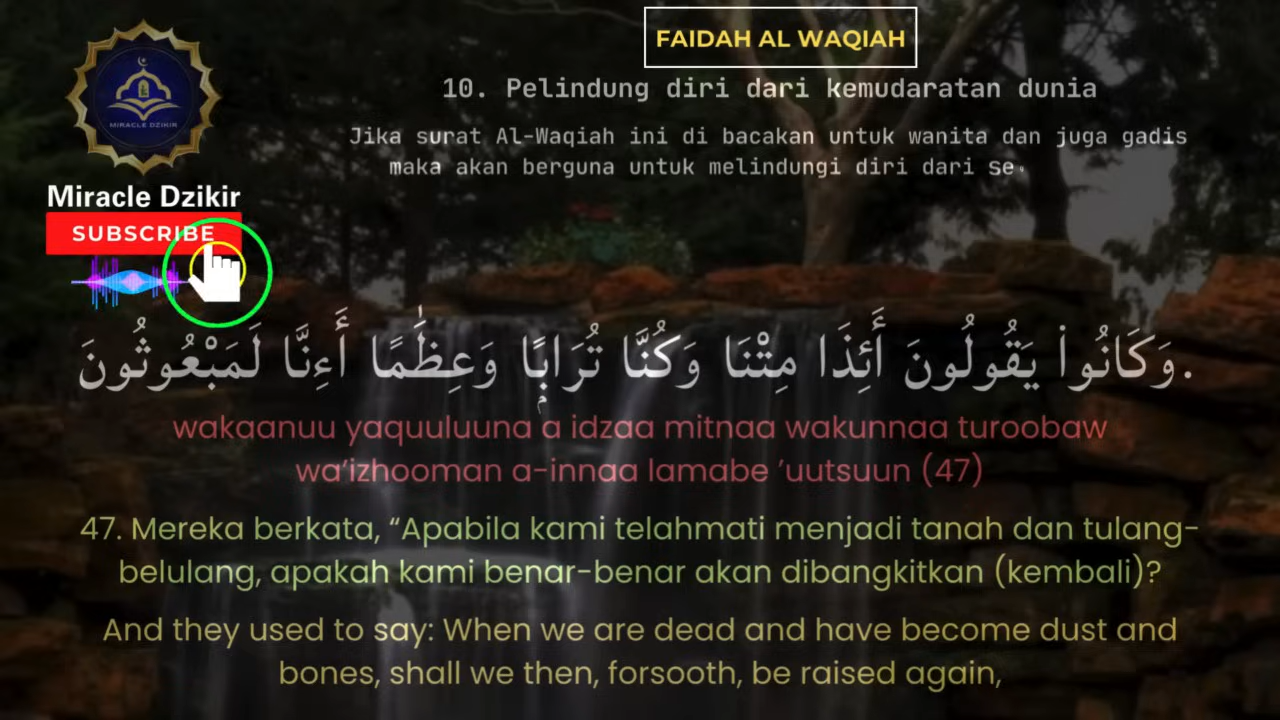 FAIDAH AL WAQIAH
10. Pelindung diri dari kemudaratan dunia
Jika surat Al-Waqiah ini di bacakan untuk wanita dan juga gadis
maka akan berguna untuk melindungi diri dari se
MIRACLE DZIKIR
Miracle Dzikir
SUBSCRIBE
وَكَانُوا۟ يَقُولُونَ أَئِذَا مِتْنَا وَكُنَّا تُرَابًۭا وَعِظَٰمًا أَءِنَّا لَمَبْعُوثُونَ.
wakaanuu yaquuluuna a idzaa mitnaa wakunnaa turoobaw
wa’izhooman a-innaa lamabe ’uutsuun (47)
47. Mereka berkata, “Apabila kami telahmati menjadi tanah dan tulang-
belulang, apakah kami benar-benar akan dibangkitkan (kembali)?
And they used to say: When we are dead and have become dust and
bones, shall we then, forsooth, be raised again,